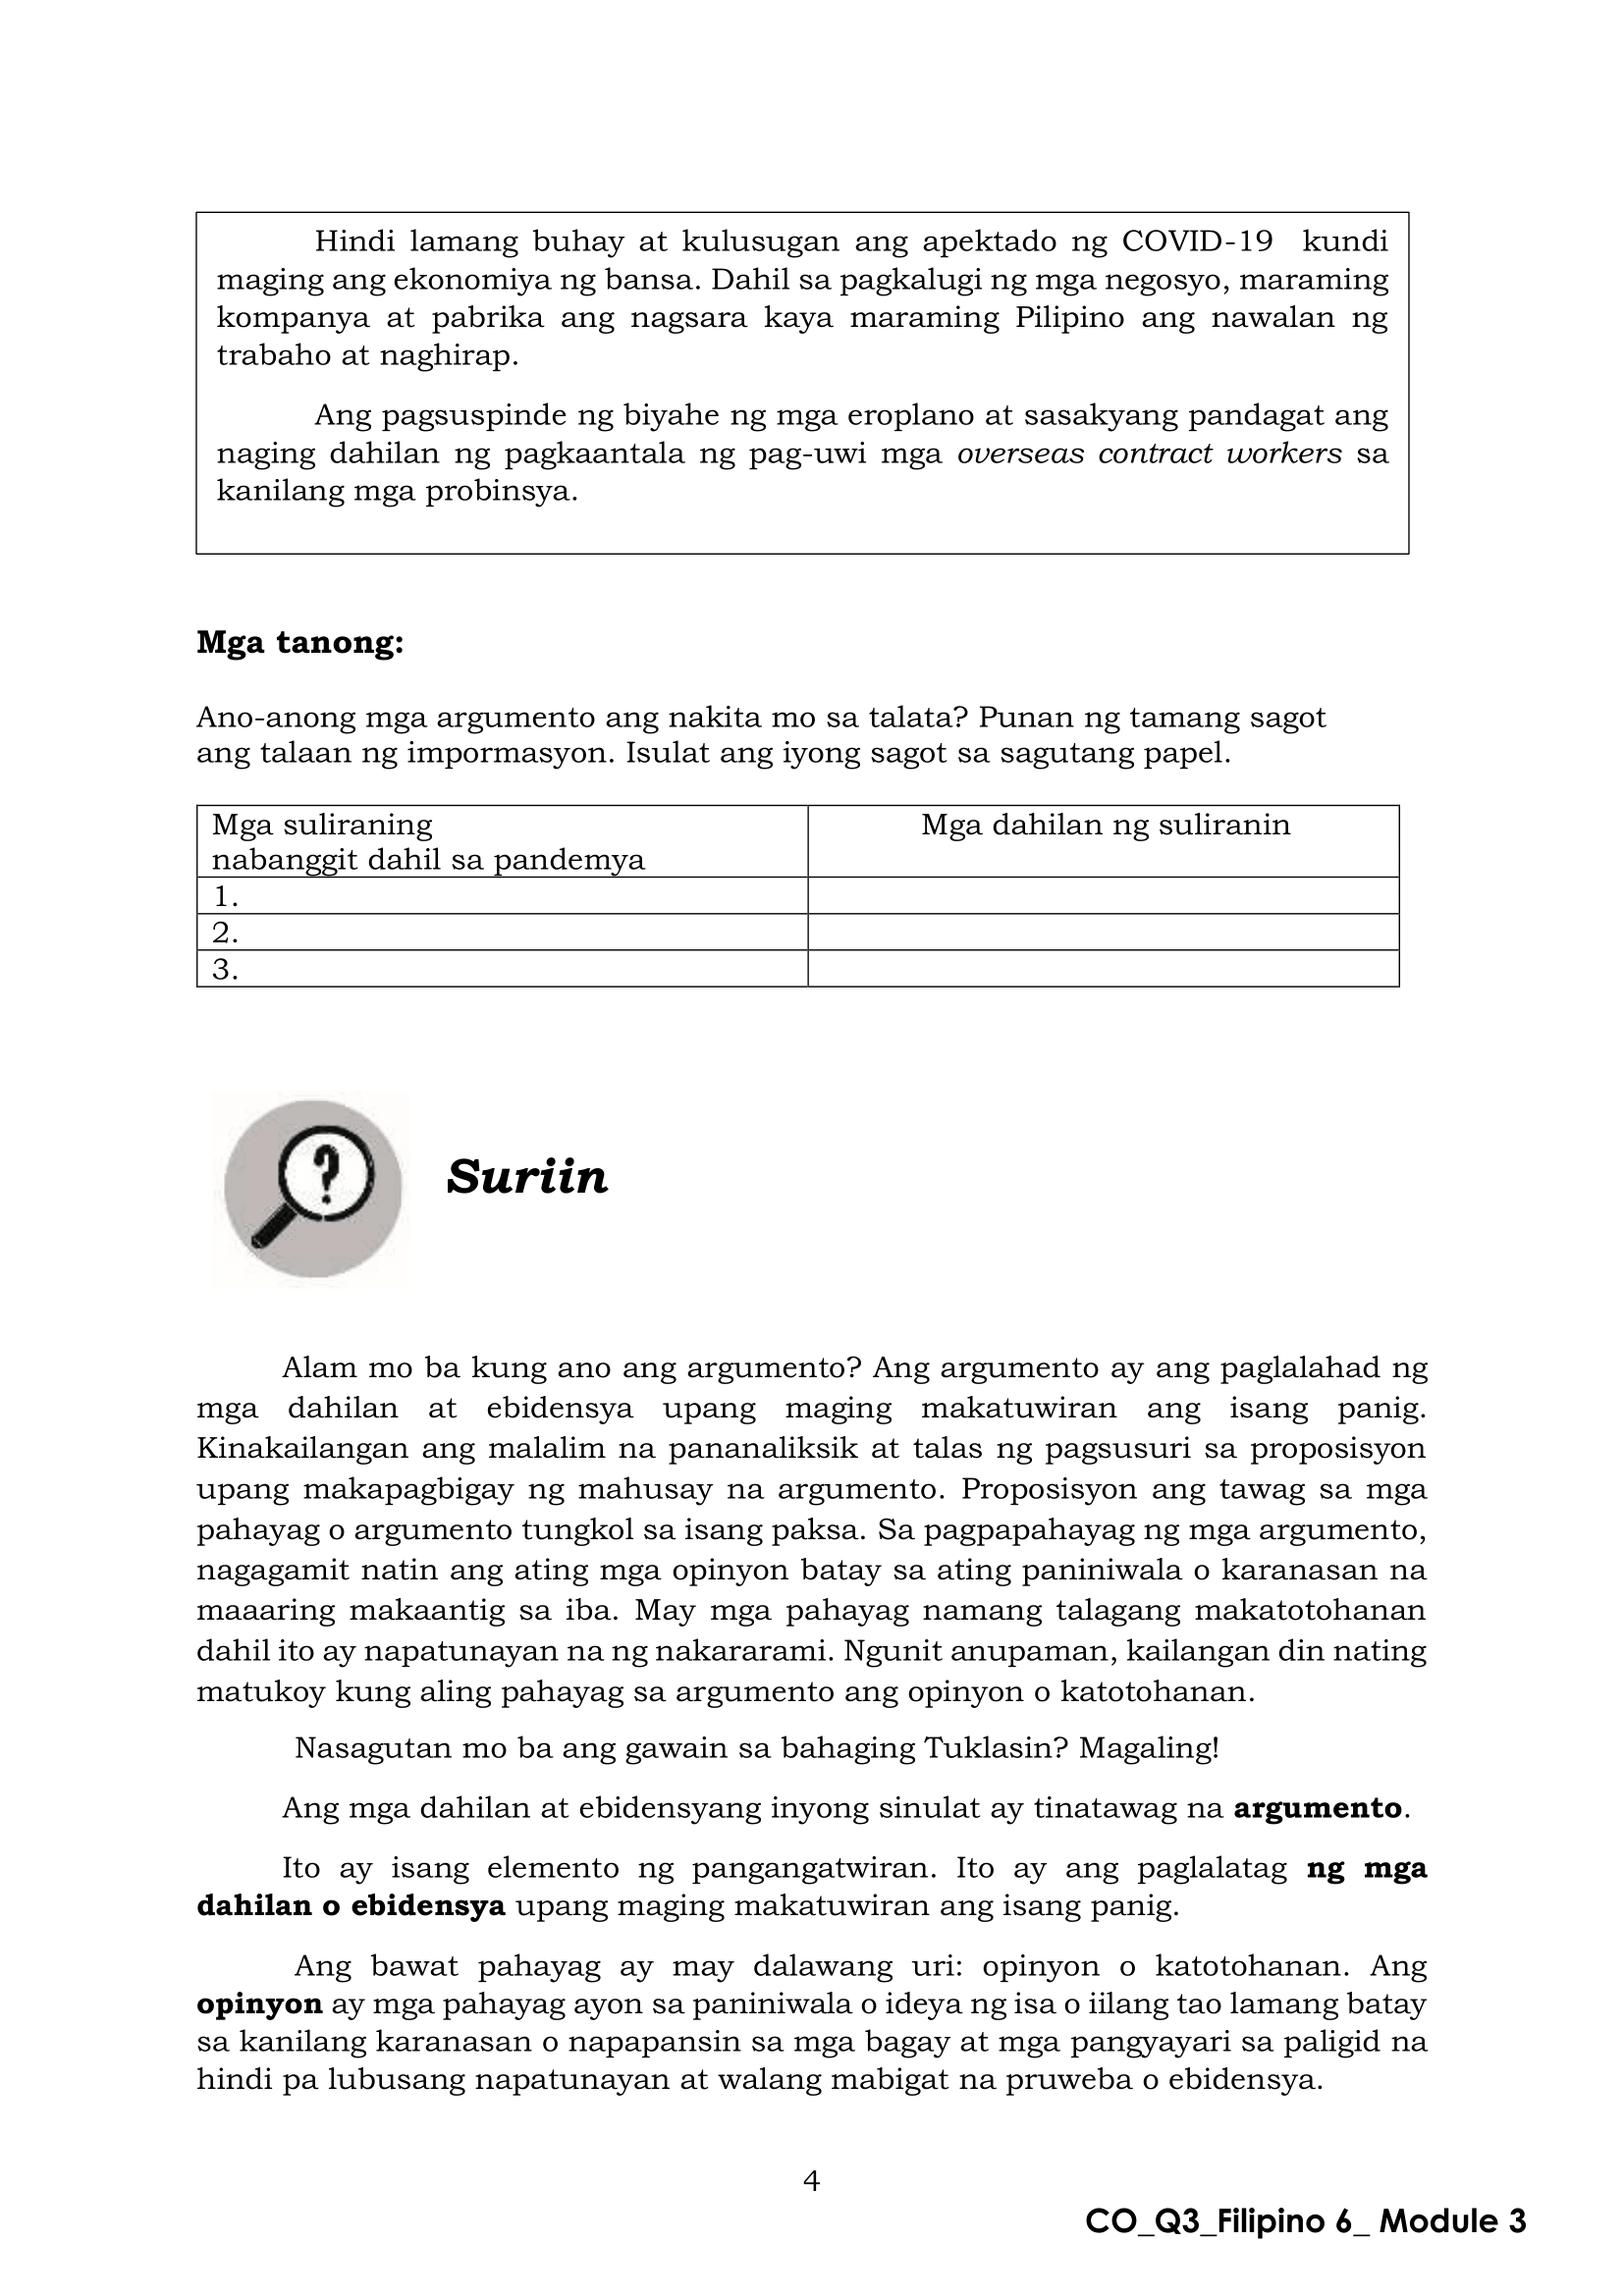 Hindi lamang buhay at kulusugan ang apektado ng COVID-19 kundi
maging ang ekonomiya ng bansa. Dahil sa pagkalugi ng mga negosyo, maraming
kompanya at pabrika ang nagsara kaya maraming Pilipino ang nawalan ng
trabaho at naghirap.
Ang pagsuspinde ng biyahe ng mga eroplano at sasakyang pandagat ang
naging dahilan ng pagkaantala ng pag-uwi mga overseas contract workers sa
kanilang mga probinsya.
Mga tanong:
Ano-anong mga argumento ang nakita mo sa talata? Punan ng tamang sagot
ang talaan ng impormasyon. Isulat ang iyong sagot sa sagutang papel.
Mga suliraning
nabanggit dahil sa pandemya
Mga dahilan ng suliranin
1.
2.
3.
?
Suriin
Alam mo ba kung ano ang argumento? Ang argumento ay ang paglalahad ng
mga dahilan at ebidensya upang maging makatuwiran ang isang panig.
Kinakailangan ang malalim na pananaliksik at talas ng pagsusuri sa proposisyon
upang makapagbigay ng mahusay na argumento. Proposisyon ang tawag sa mga
pahayag o argumento tungkol sa isang paksa. Sa pagpapahayag ng mga argumento,
nagagamit natin ang ating mga opinyon batay sa ating paniniwala o karanasan na
maaaring makaantig sa iba. May mga pahayag namang talagang makatotohanan
dahil ito ay napatunayan na ng nakararami. Ngunit anupaman, kailangan din nating
matukoy kung aling pahayag sa argumento ang opinyon o katotohanan.
Nasagutan mo ba ang gawain sa bahaging Tuklasin? Magaling!
Ang mga dahilan at ebidensyang inyong sinulat ay tinatawag na argumento.
Ito ay isang elemento ng pangangatwiran. Ito ay ang paglalatag ng mga
dahilan o ebidensya upang maging makatuwiran ang isang panig.
Ang bawat pahayag ay may dalawang uri: opinyon o katotohanan. Ang
opinyon ay mga pahayag ayon sa paniniwala o ideya ng isa o iilang tao lamang batay
sa kanilang karanasan o napapansin sa mga bagay at mga pangyayari sa paligid na
hindi pa lubusang napatunayan at walang mabigat na pruweba o ebidensya.
4
CO_Q3_Filipino 6_ Module 3